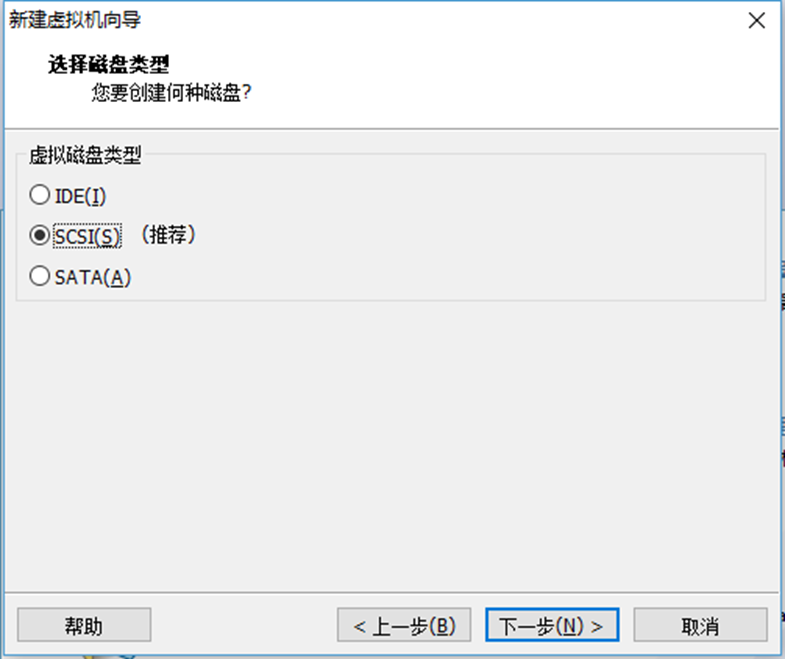 新建虚拟机向导
选择磁盘类型
您要创建何种磁盘?
虚拟磁盘类型
IDE(I)
SCSI(S) （推荐）
SATA(A)
帮助 < 上一步(B) 下一步(N) > 取消